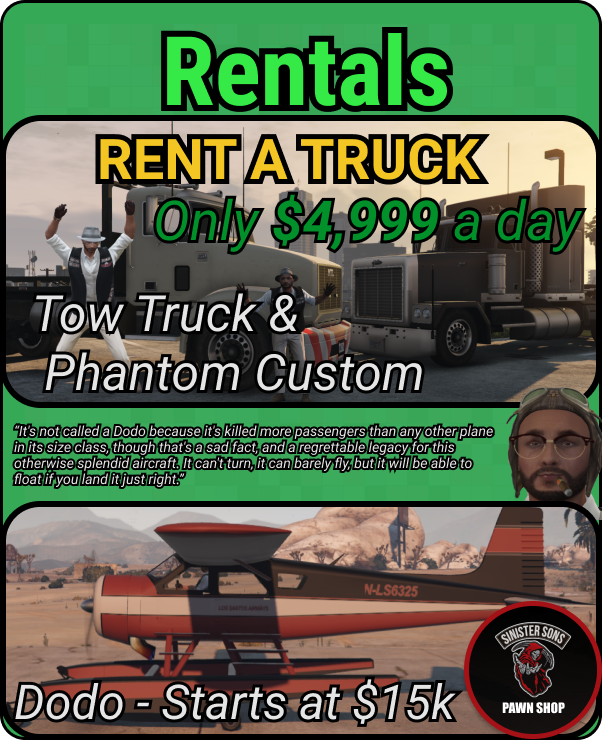 Rentals
RENT A TRUCK
Only $4,999 a day
Tow Truck &
Phantom Custom
“It's not called a Dodo because it's killed more passengers than any other plane
in its size class, though that's a sad fact, and a regrettable legacy for this
otherwise splendid aircraft. It can't turn, it can barely fly, but it will be able to
float if you land it just right.”
N-LS6325
Dodo - Starts at $15k
SINISTER SONS
PAWN SHOP